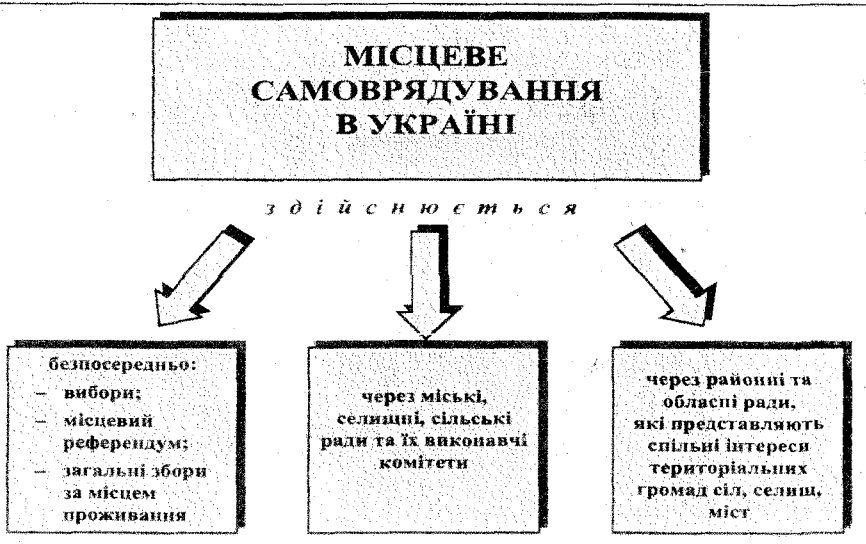 МІСЦЕВЕ
САМОВРЯДУВАННЯ
В УКРАЇНІ
здійснюється
безпосередньо:
– вибори;
– місцевий
референдум;
– загальні збори
за місцем
проживання
через міські,
селищні, сільські
ради та їх виконавчі
комітети
через районні та
обласні ради,
які представляють
спільні інтереси
територіальних
громад сіл, селищ,
міст